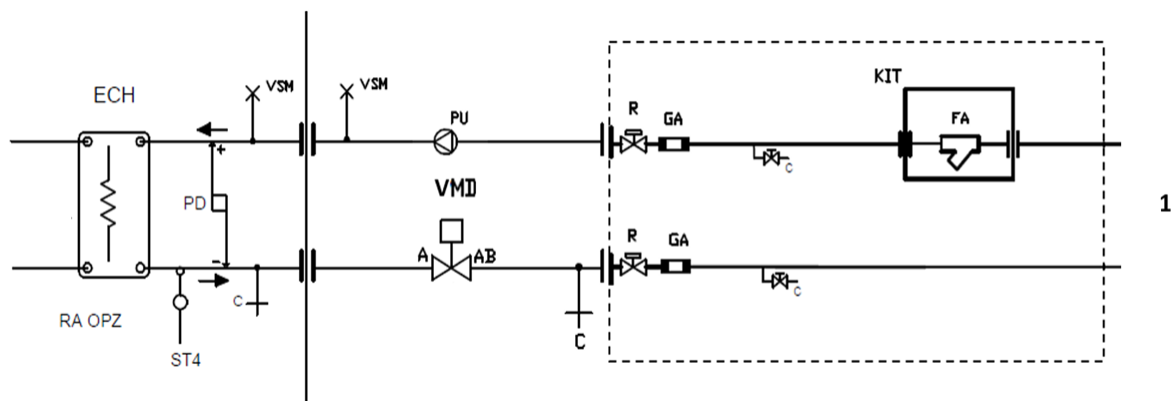 ECH
VSM
VSM
PU
KIT
FA
R
GA
C
+
PD
VMD
1
-
A
AB
R
GA
C
C
C
RA OPZ
ST4